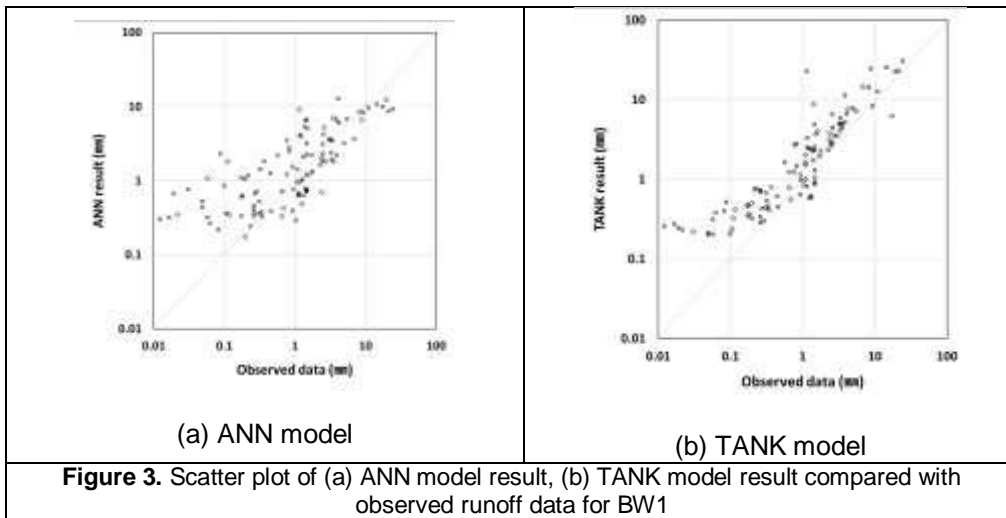 100
10
1
0.1
0.01
ANN result (㎜)
0.01 0.1 1 10 100
Observed data (㎜)
(a) ANN model
100
10
1
0.1
0.01
TANK result (㎜)
0.01 0.1 1 10 100
Observed data (㎜)
(b) TANK model
Figure 3. Scatter plot of (a) ANN model result, (b) TANK model result compared with
observed runoff data for BW1